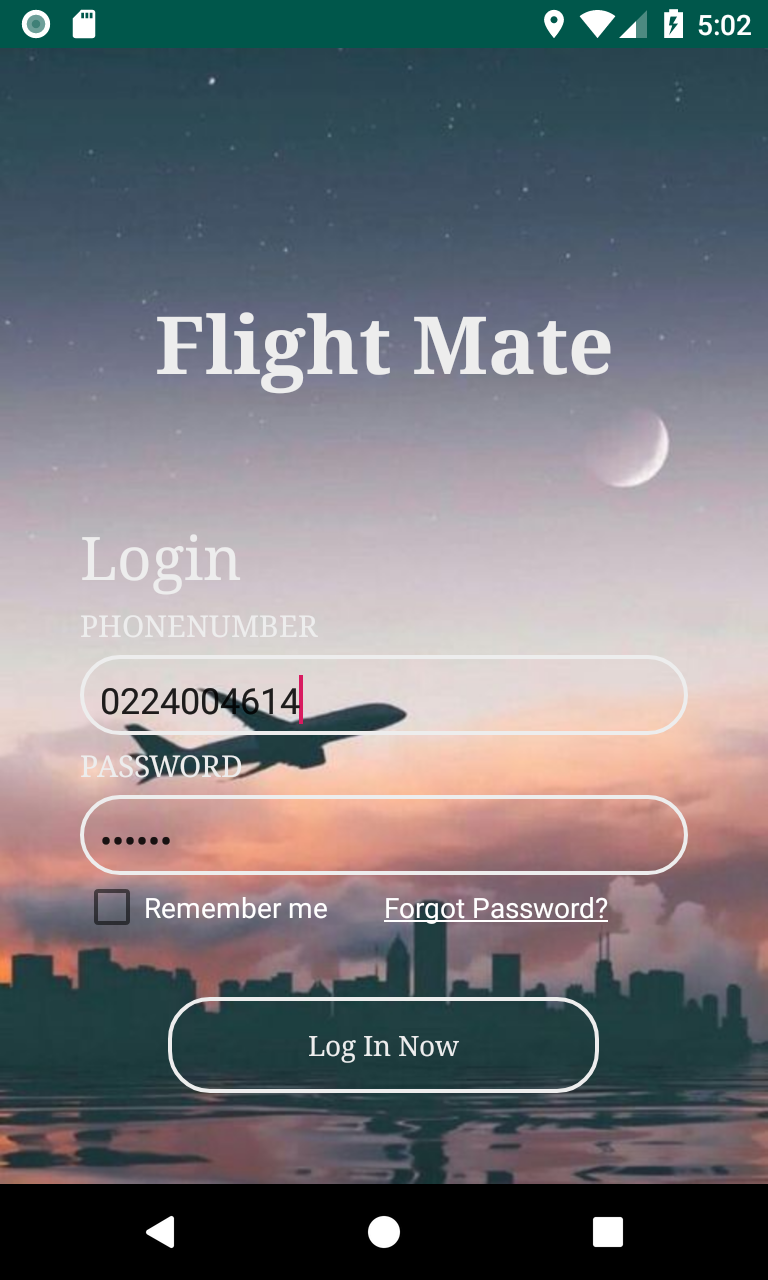 5:02
Flight Mate
Login
PHONENUMBER
0224004614
PASSWORD
••••••
Remember me Forgot Password?
Log In Now